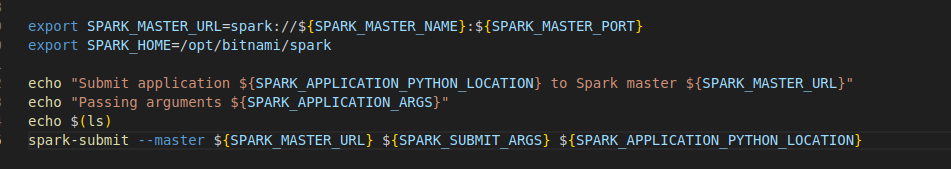 export SPARK_MASTER_URL=spark://${SPARK_MASTER_NAME}:${SPARK_MASTER_PORT}
export SPARK_HOME=/opt/bitnami/spark
echo "Submit application ${SPARK_APPLICATION_PYTHON_LOCATION} to Spark master ${SPARK_MASTER_URL}"
echo "Passing arguments ${SPARK_APPLICATION_ARGS}"
echo $(ls)
spark-submit --master ${SPARK_MASTER_URL} ${SPARK_SUBMIT_ARGS} ${SPARK_APPLICATION_PYTHON_LOCATION}